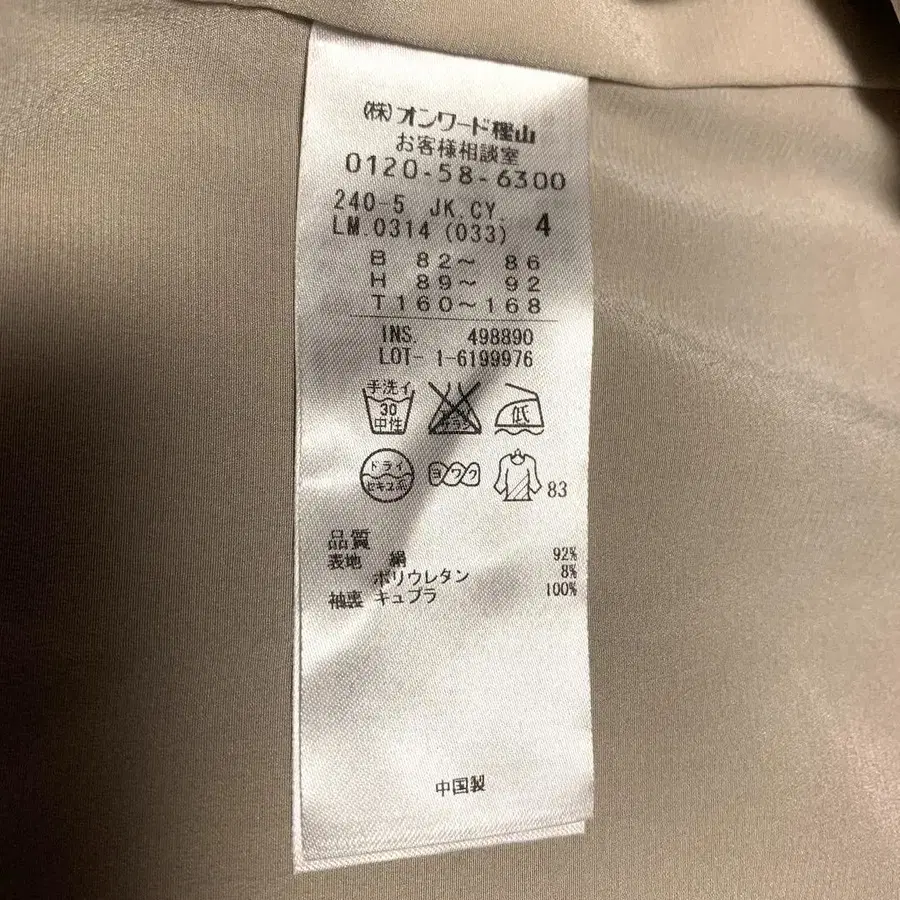 (株)オンワード樫山
お客様相談室
0120-58-6300
240-5 JK.CY. 4
LM.0314 (033)
B 82〜 86
H 89〜 92
T160〜168
INS. 498890
LOT- 1-6199976
手洗イ
30
中性
低
ドライ
セキユ系
ヨワク
83
品質
表地 絹 92%
ポリウレタン 8%
袖裏 キュプラ 100%
中国製